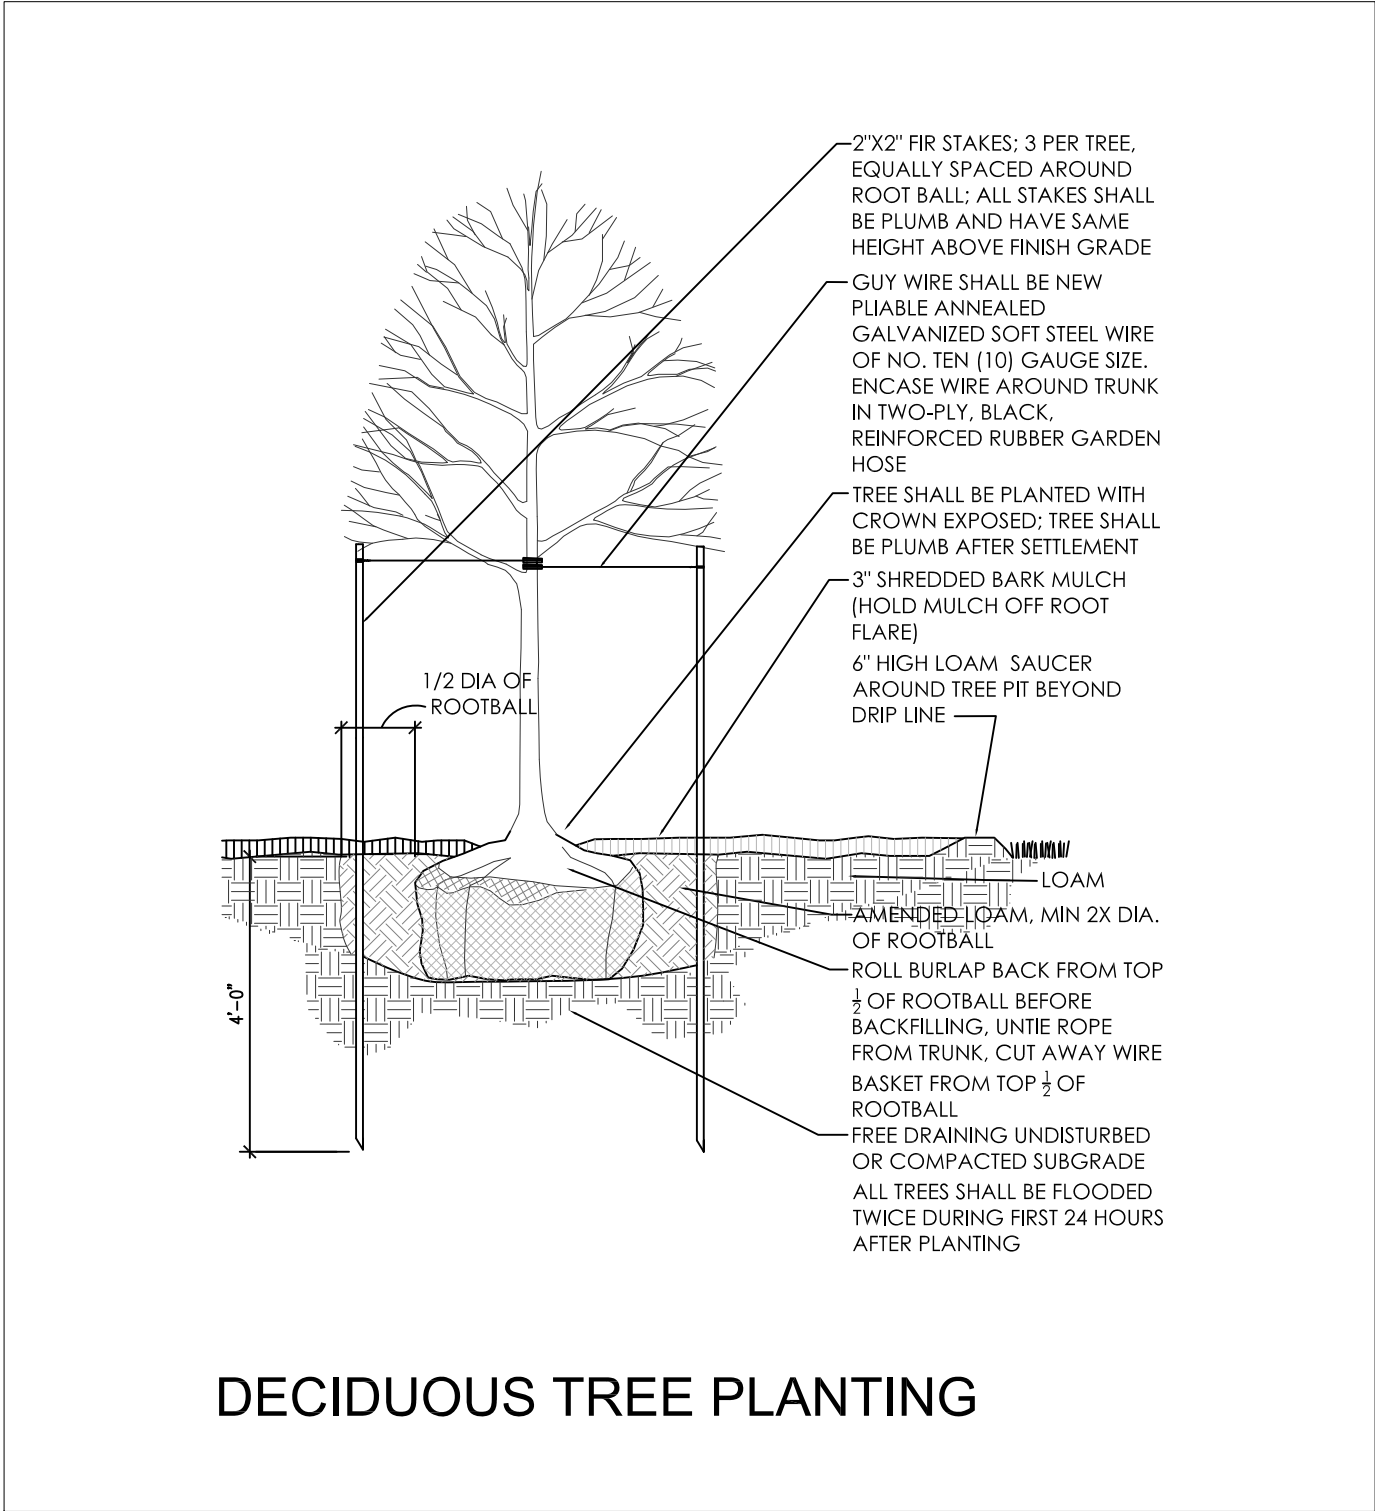 2"X2" FIR STAKES; 3 PER TREE,
EQUALLY SPACED AROUND
ROOT BALL; ALL STAKES SHALL
BE PLUMB AND HAVE SAME
HEIGHT ABOVE FINISH GRADE
GUY WIRE SHALL BE NEW
PLIABLE ANNEALED
GALVANIZED SOFT STEEL WIRE
OF NO. TEN (10) GAUGE SIZE.
ENCASE WIRE AROUND TRUNK
IN TWO-PLY, BLACK,
REINFORCED RUBBER GARDEN
HOSE
TREE SHALL BE PLANTED WITH
CROWN EXPOSED; TREE SHALL
BE PLUMB AFTER SETTLEMENT
3" SHREDDED BARK MULCH
(HOLD MULCH OFF ROOT
FLARE)
6" HIGH LOAM SAUCER
AROUND TREE PIT BEYOND
DRIP LINE
1/2 DIA OF
ROOTBALL
LOAM
AMENDED LOAM, MIN 2X DIA.
OF ROOTBALL
ROLL BURLAP BACK FROM TOP
1/2 OF ROOTBALL BEFORE
BACKFILLING, UNTIE ROPE
FROM TRUNK, CUT AWAY WIRE
BASKET FROM TOP 1/2 OF
ROOTBALL
4'-0"
FREE DRAINING UNDISTURBED
OR COMPACTED SUBGRADE
ALL TREES SHALL BE FLOODED
TWICE DURING FIRST 24 HOURS
AFTER PLANTING
DECIDUOUS TREE PLANTING